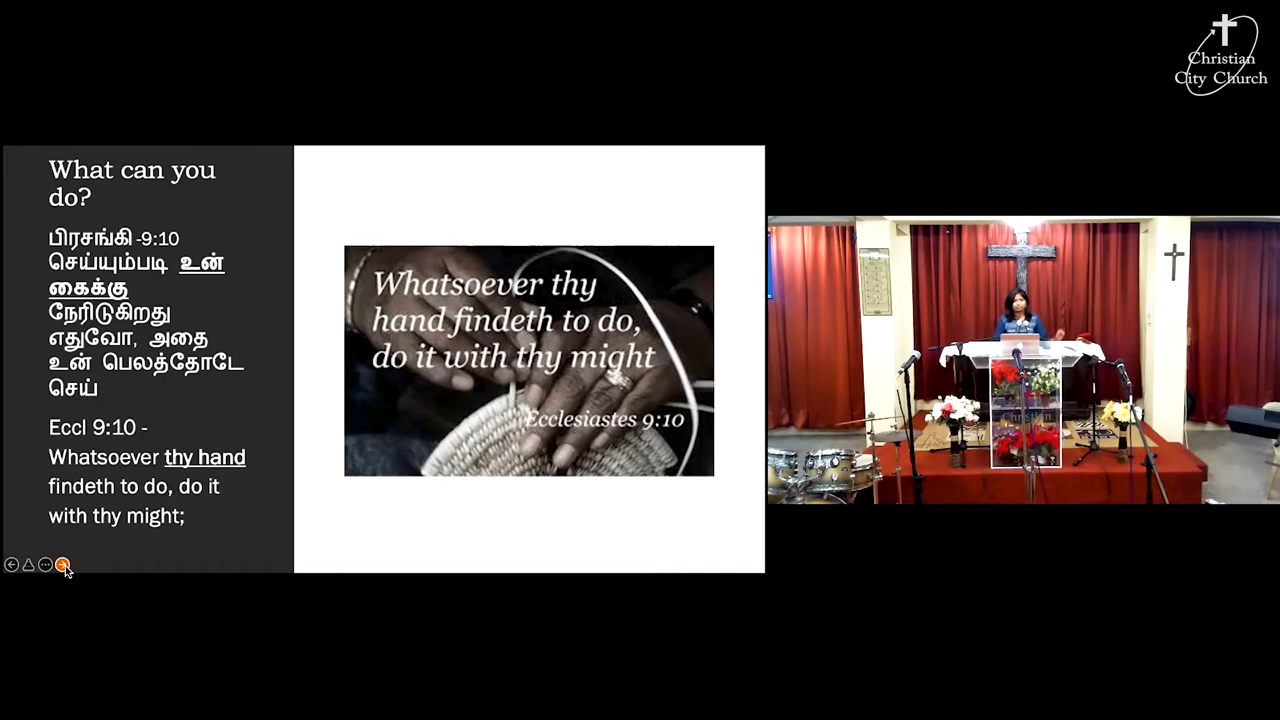 Christian
City Church
What can you
do?
பிரசங்கி -9:10
செய்யும்படி உன்
கைக்கு
நேரிடுகிறது
எதுவோ, அதை
உன் பெலத்தோடே
செய்
Eccl 9:10 -
Whatsoever thy hand
findeth to do, do it
with thy might;
Whatsoever thy
hand findeth to do,
do it with thy might
Ecclesiastes 9:10
Christian